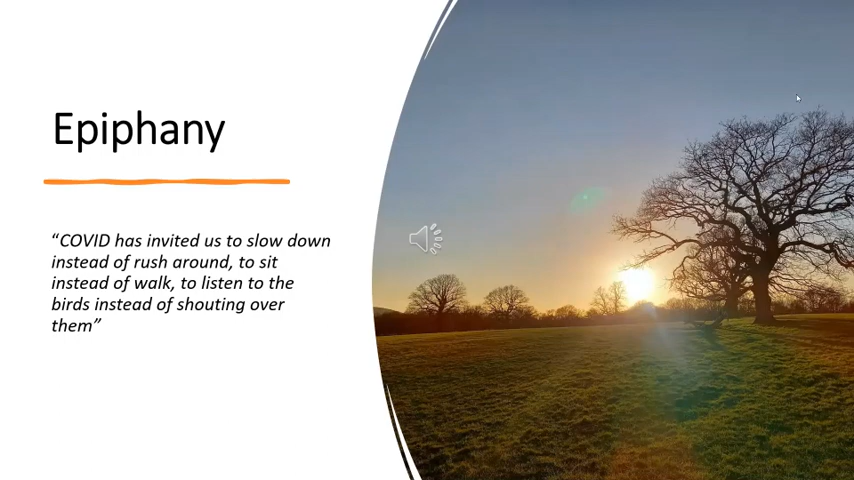 Epiphany
“COVID has invited us to slow down
instead of rush around, to sit
instead of walk, to listen to the
birds instead of shouting over
them”